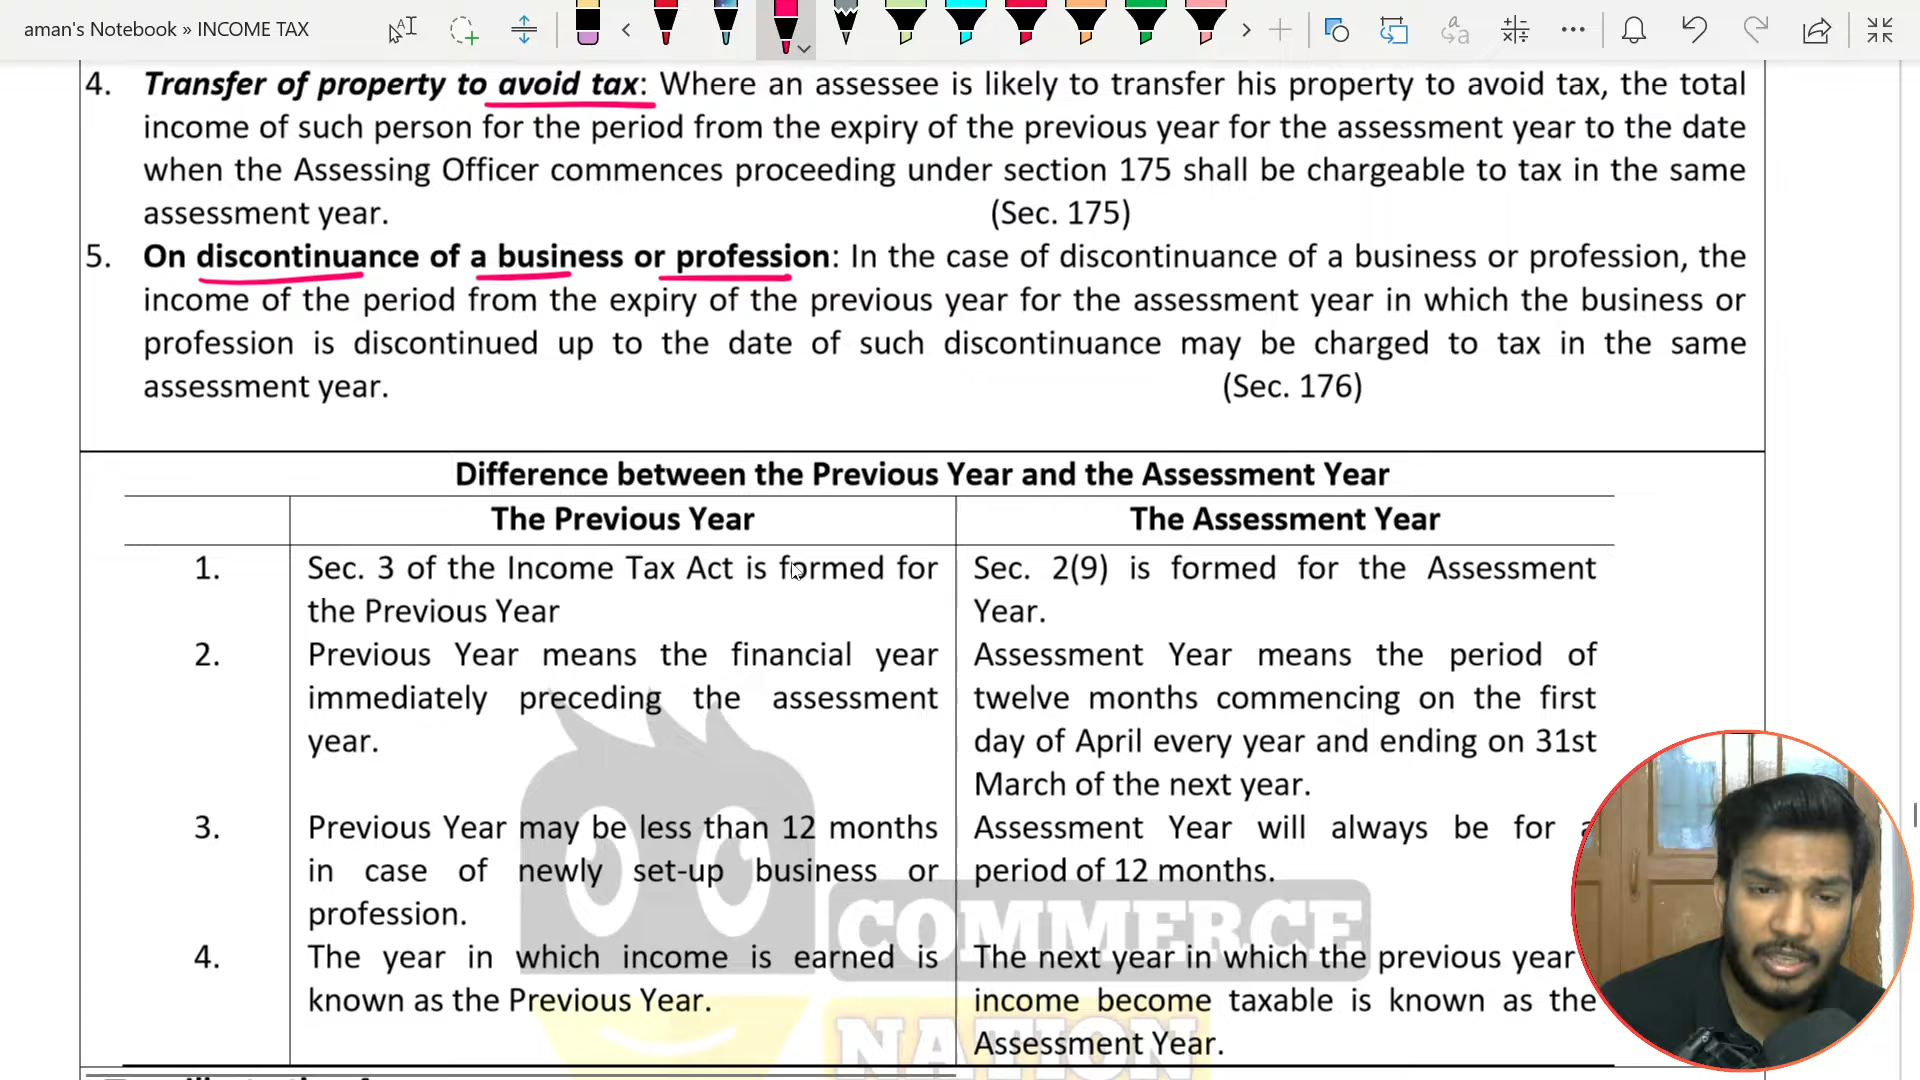 aman's Notebook » INCOME TAX
4. Transfer of property to avoid tax: Where an assessee is likely to transfer his property to avoid tax, the total
income of such person for the period from the expiry of the previous year for the assessment year to the date
when the Assessing Officer commences proceeding under section 175 shall be chargeable to tax in the same
assessment year. (Sec. 175)
5. On discontinuance of a business or profession: In the case of discontinuance of a business or profession, the
income of the period from the expiry of the previous year for the assessment year in which the business or
profession is discontinued up to the date of such discontinuance may be charged to tax in the same
assessment year. (Sec. 176)
Difference between the Previous Year and the Assessment Year
The Previous Year The Assessment Year
1. Sec. 3 of the Income Tax Act is formed for
the Previous Year
Sec. 2(9) is formed for the Assessment
Year.
2. Previous Year means the financial year
immediately preceding the assessment
year.
Assessment Year means the period of
twelve months commencing on the first
day of April every year and ending on 31st
March of the next year.
3. Previous Year may be less than 12 months
in case of newly set-up business or
profession.
Assessment Year will always be for
period of 12 months.
4. The year in which income is earned is
known as the Previous Year.
The next year in which the previous year
income become taxable is known as the
Assessment Year.
COMMERCE
NATION